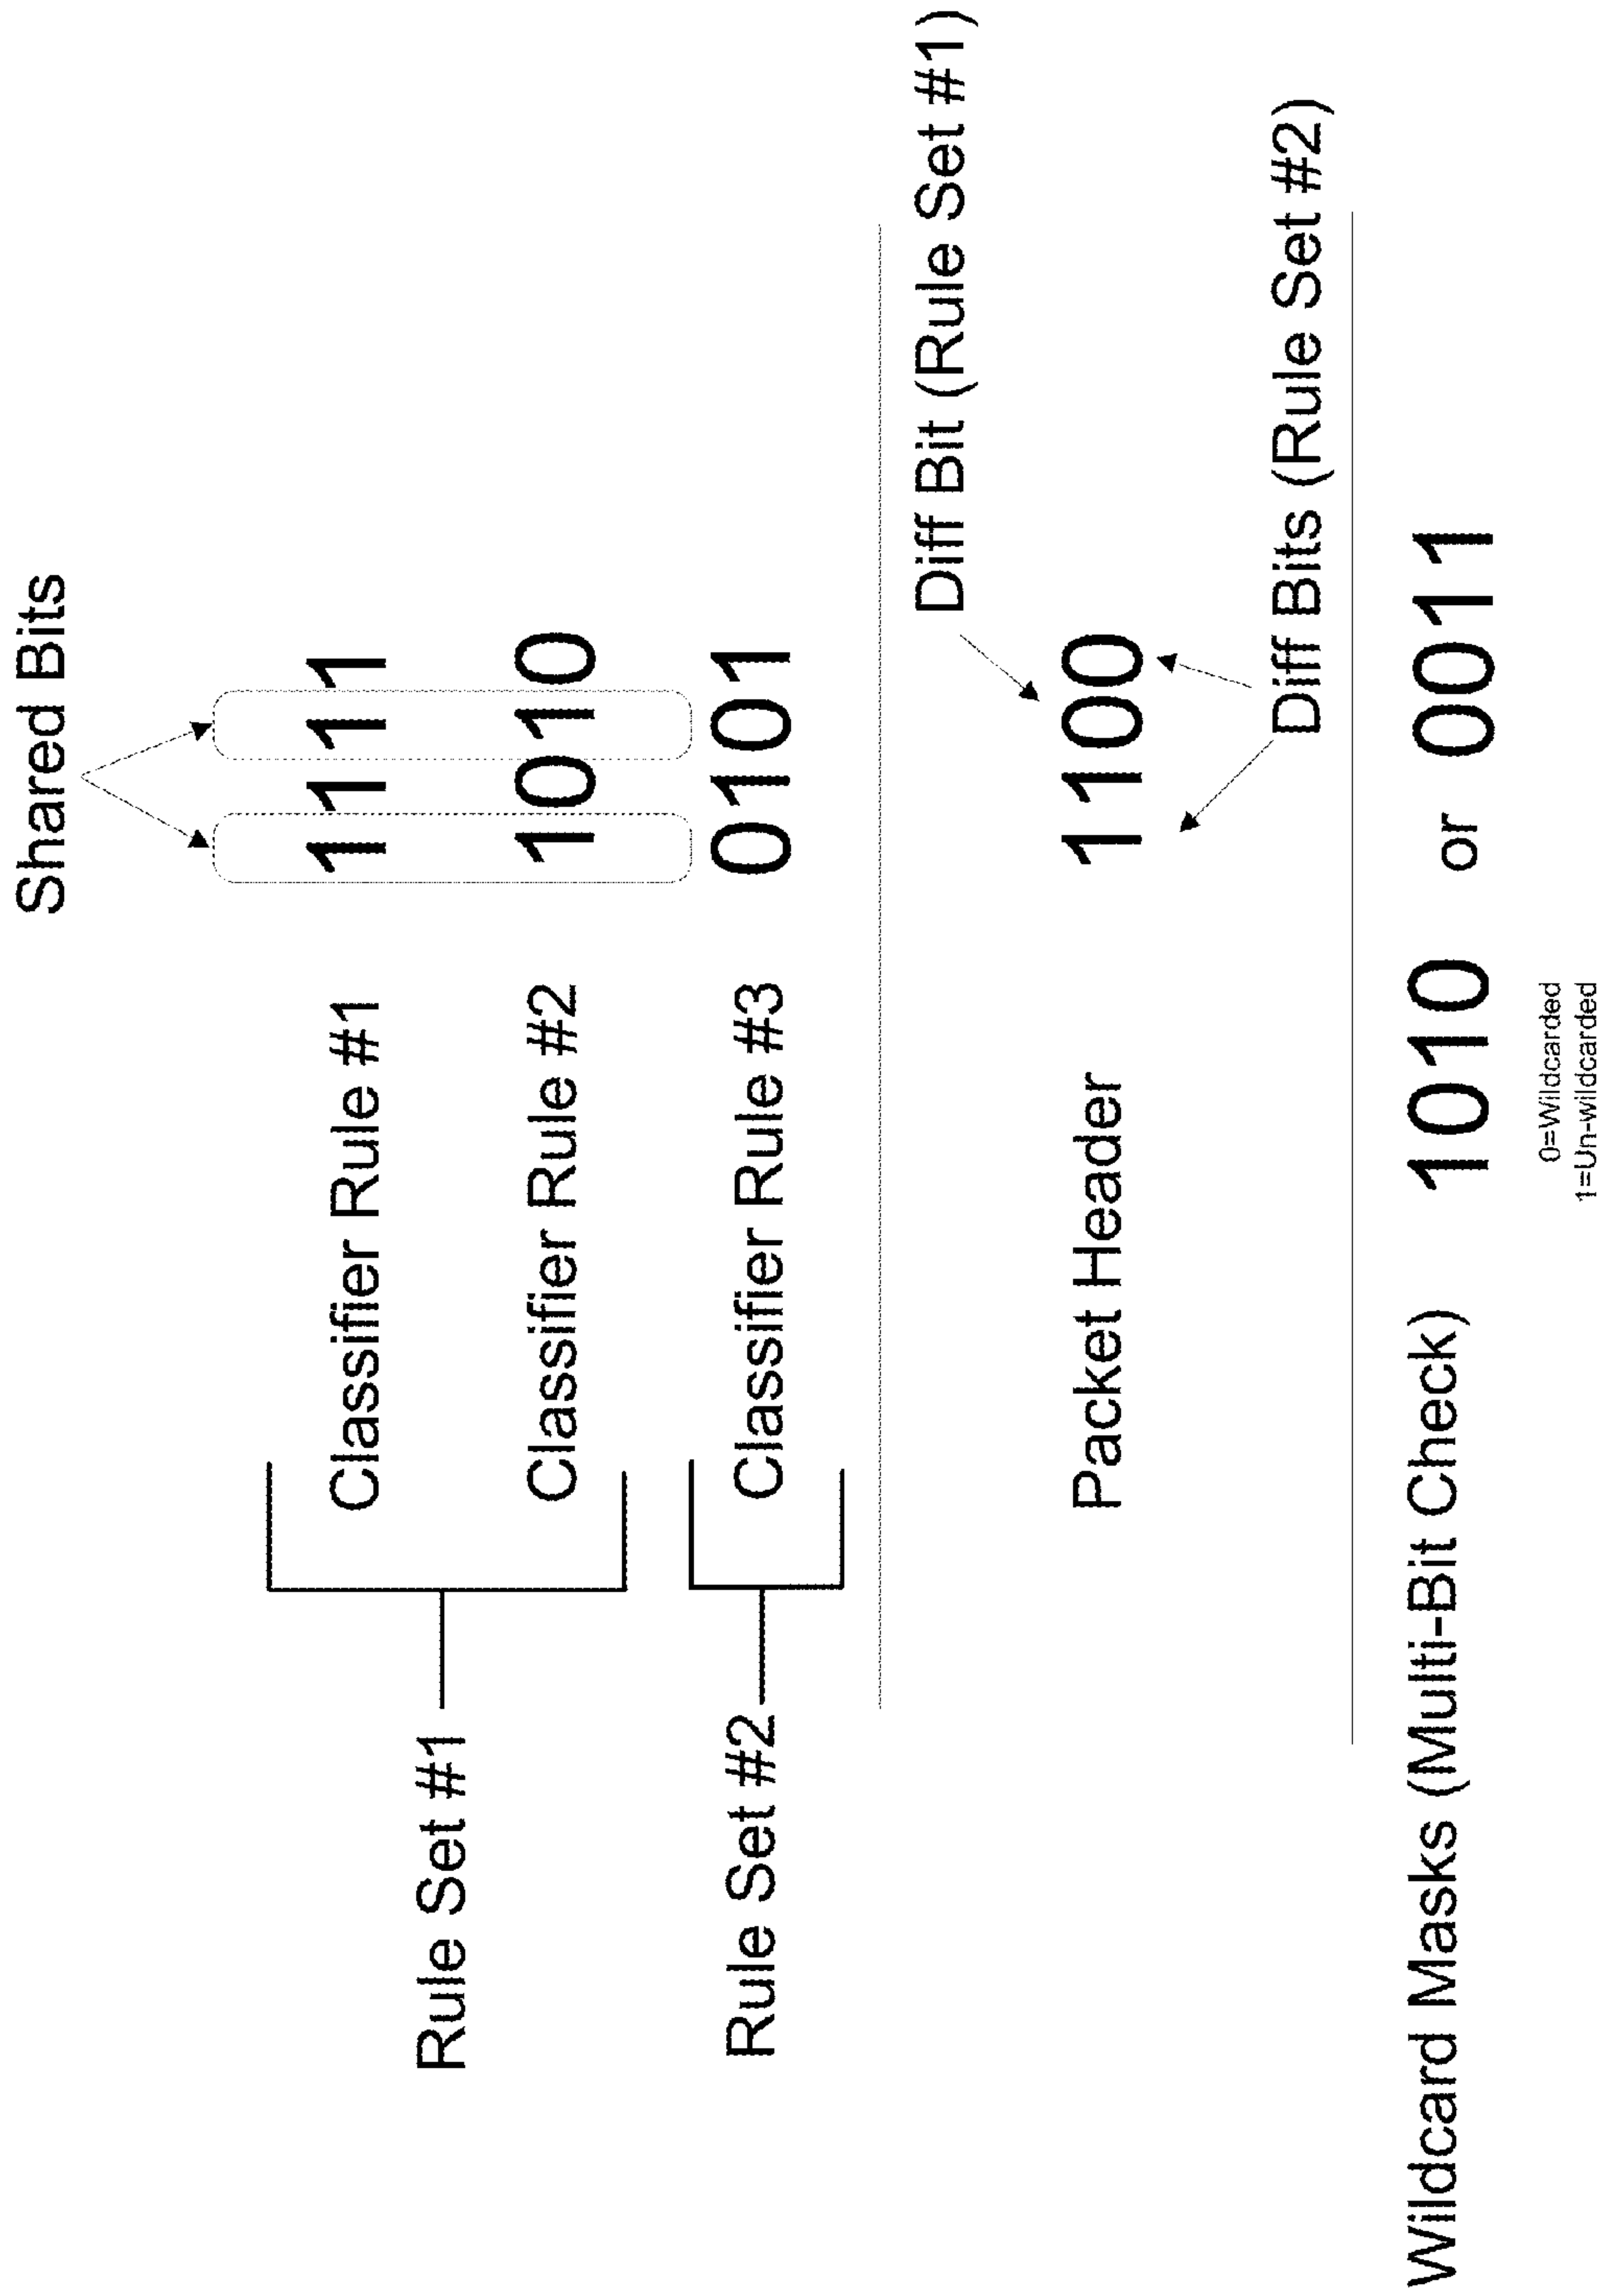 Shared Bits
Rule Set #1
Classifier Rule #1 1111
Classifier Rule #2 1010
Rule Set #2
Classifier Rule #3 0101
Diff Bit (Rule Set #1)
Packet Header 1100
Diff Bits (Rule Set #2)
Wildcard Masks (Multi-Bit Check) 1010 or 0011
0=Wildcarded
1=Un-wildcarded